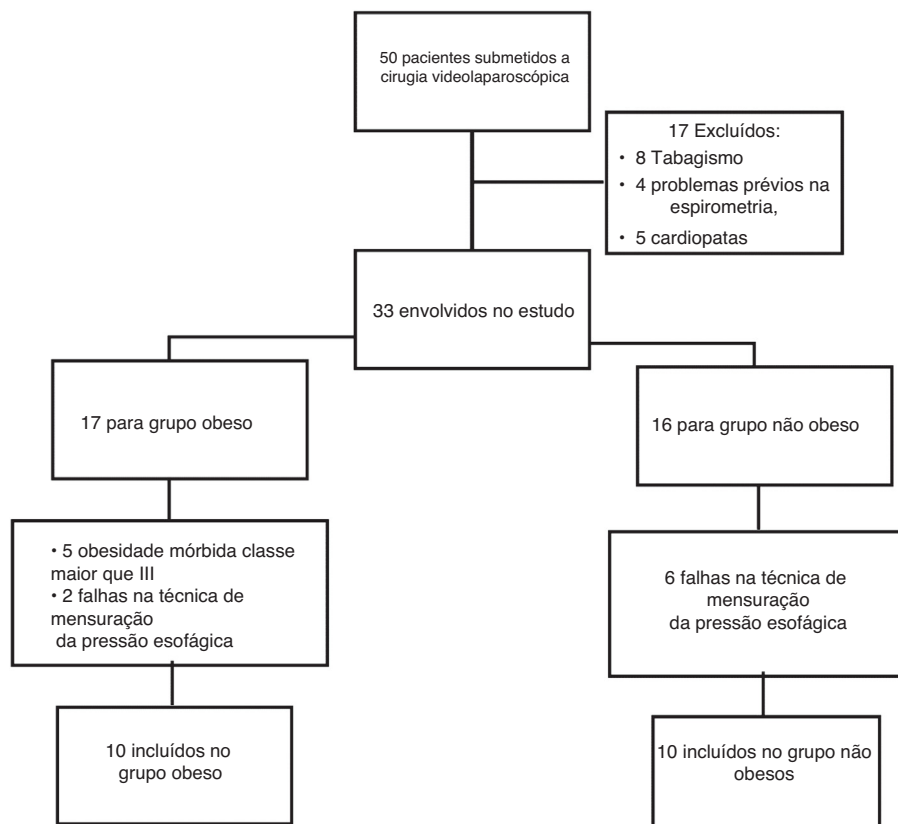 50 pacientes submetidos a
cirugia videolaparoscópica
17 Excluídos:
• 8 Tabagismo
• 4 problemas prévios na
espirometria,
• 5 cardiopatas
33 envolvidos no estudo
17 para grupo obeso
16 para grupo não obeso
• 5 obesidade mórbida classe
maior que III
• 2 falhas na técnica de
mensuração
da pressão esofágica
6 falhas na técnica de
mensuração
da pressão esofágica
10 incluídos no
grupo obeso
10 incluídos no grupo não
obesos